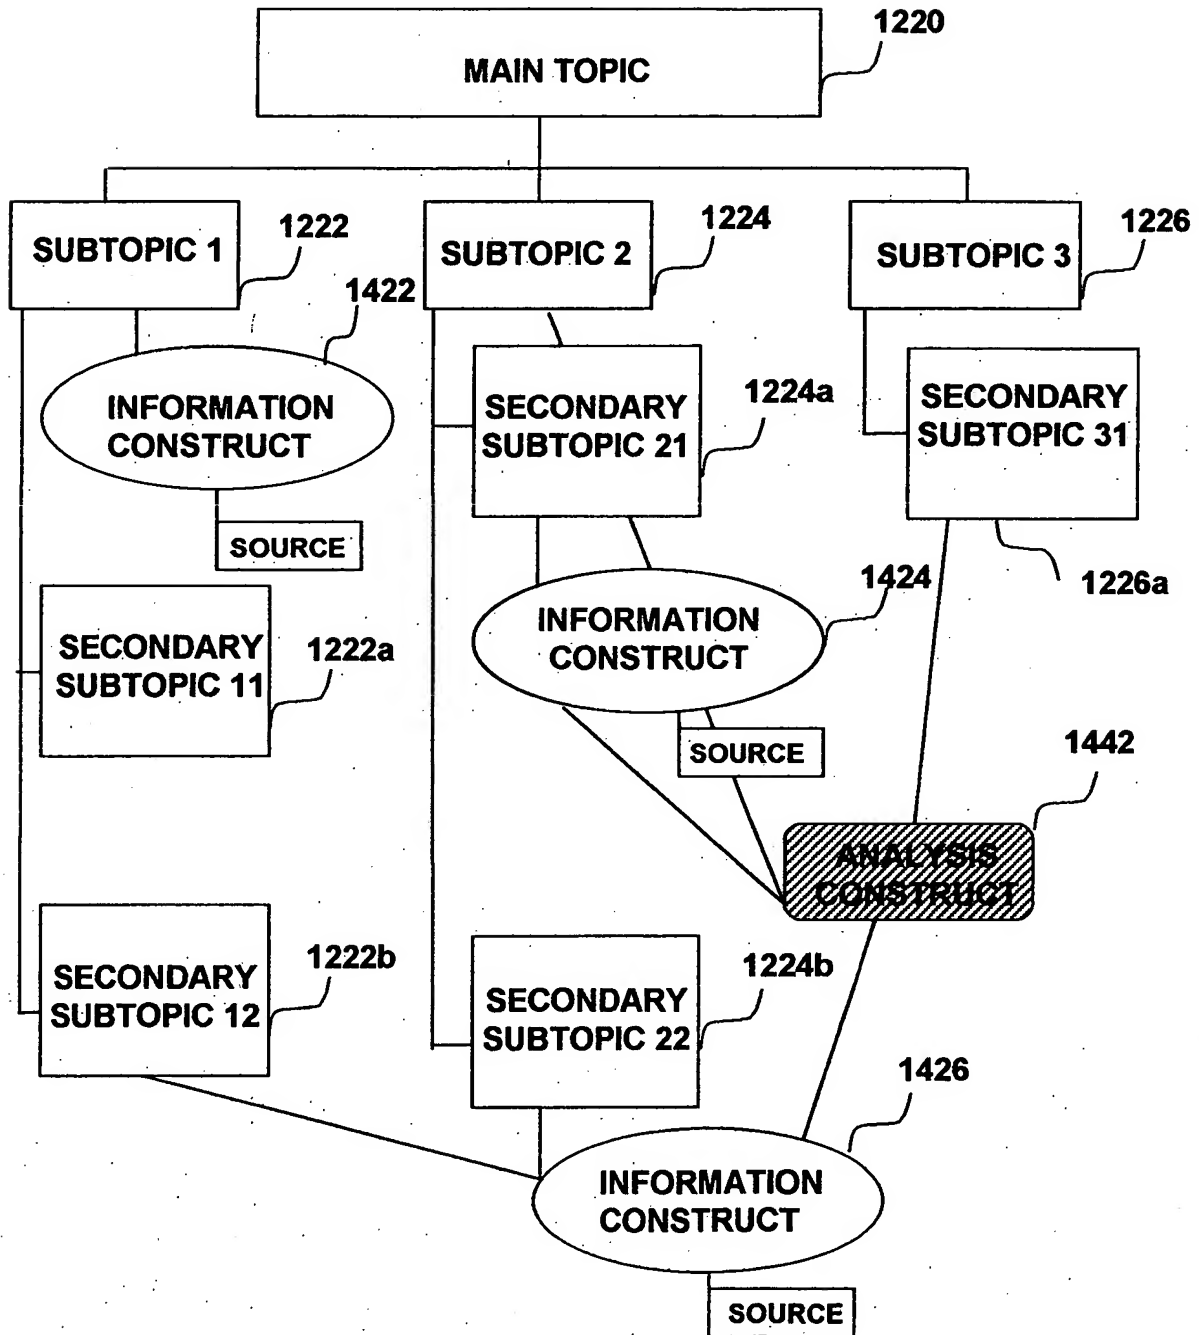 1220
MAIN TOPIC
SUBTOPIC 1
1222
SUBTOPIC 2
1224
SUBTOPIC 3
1226
1422
INFORMATION
CONSTRUCT
SOURCE
SECONDARY
SUBTOPIC 21
1224a
SECONDARY
SUBTOPIC 31
1226a
INFORMATION
CONSTRUCT
1424
SOURCE
SECONDARY
SUBTOPIC 11
1222a
1442
ANALYSIS
CONSTRUCT
SECONDARY
SUBTOPIC 12
1222b
SECONDARY
SUBTOPIC 22
1224b
1426
INFORMATION
CONSTRUCT
SOURCE